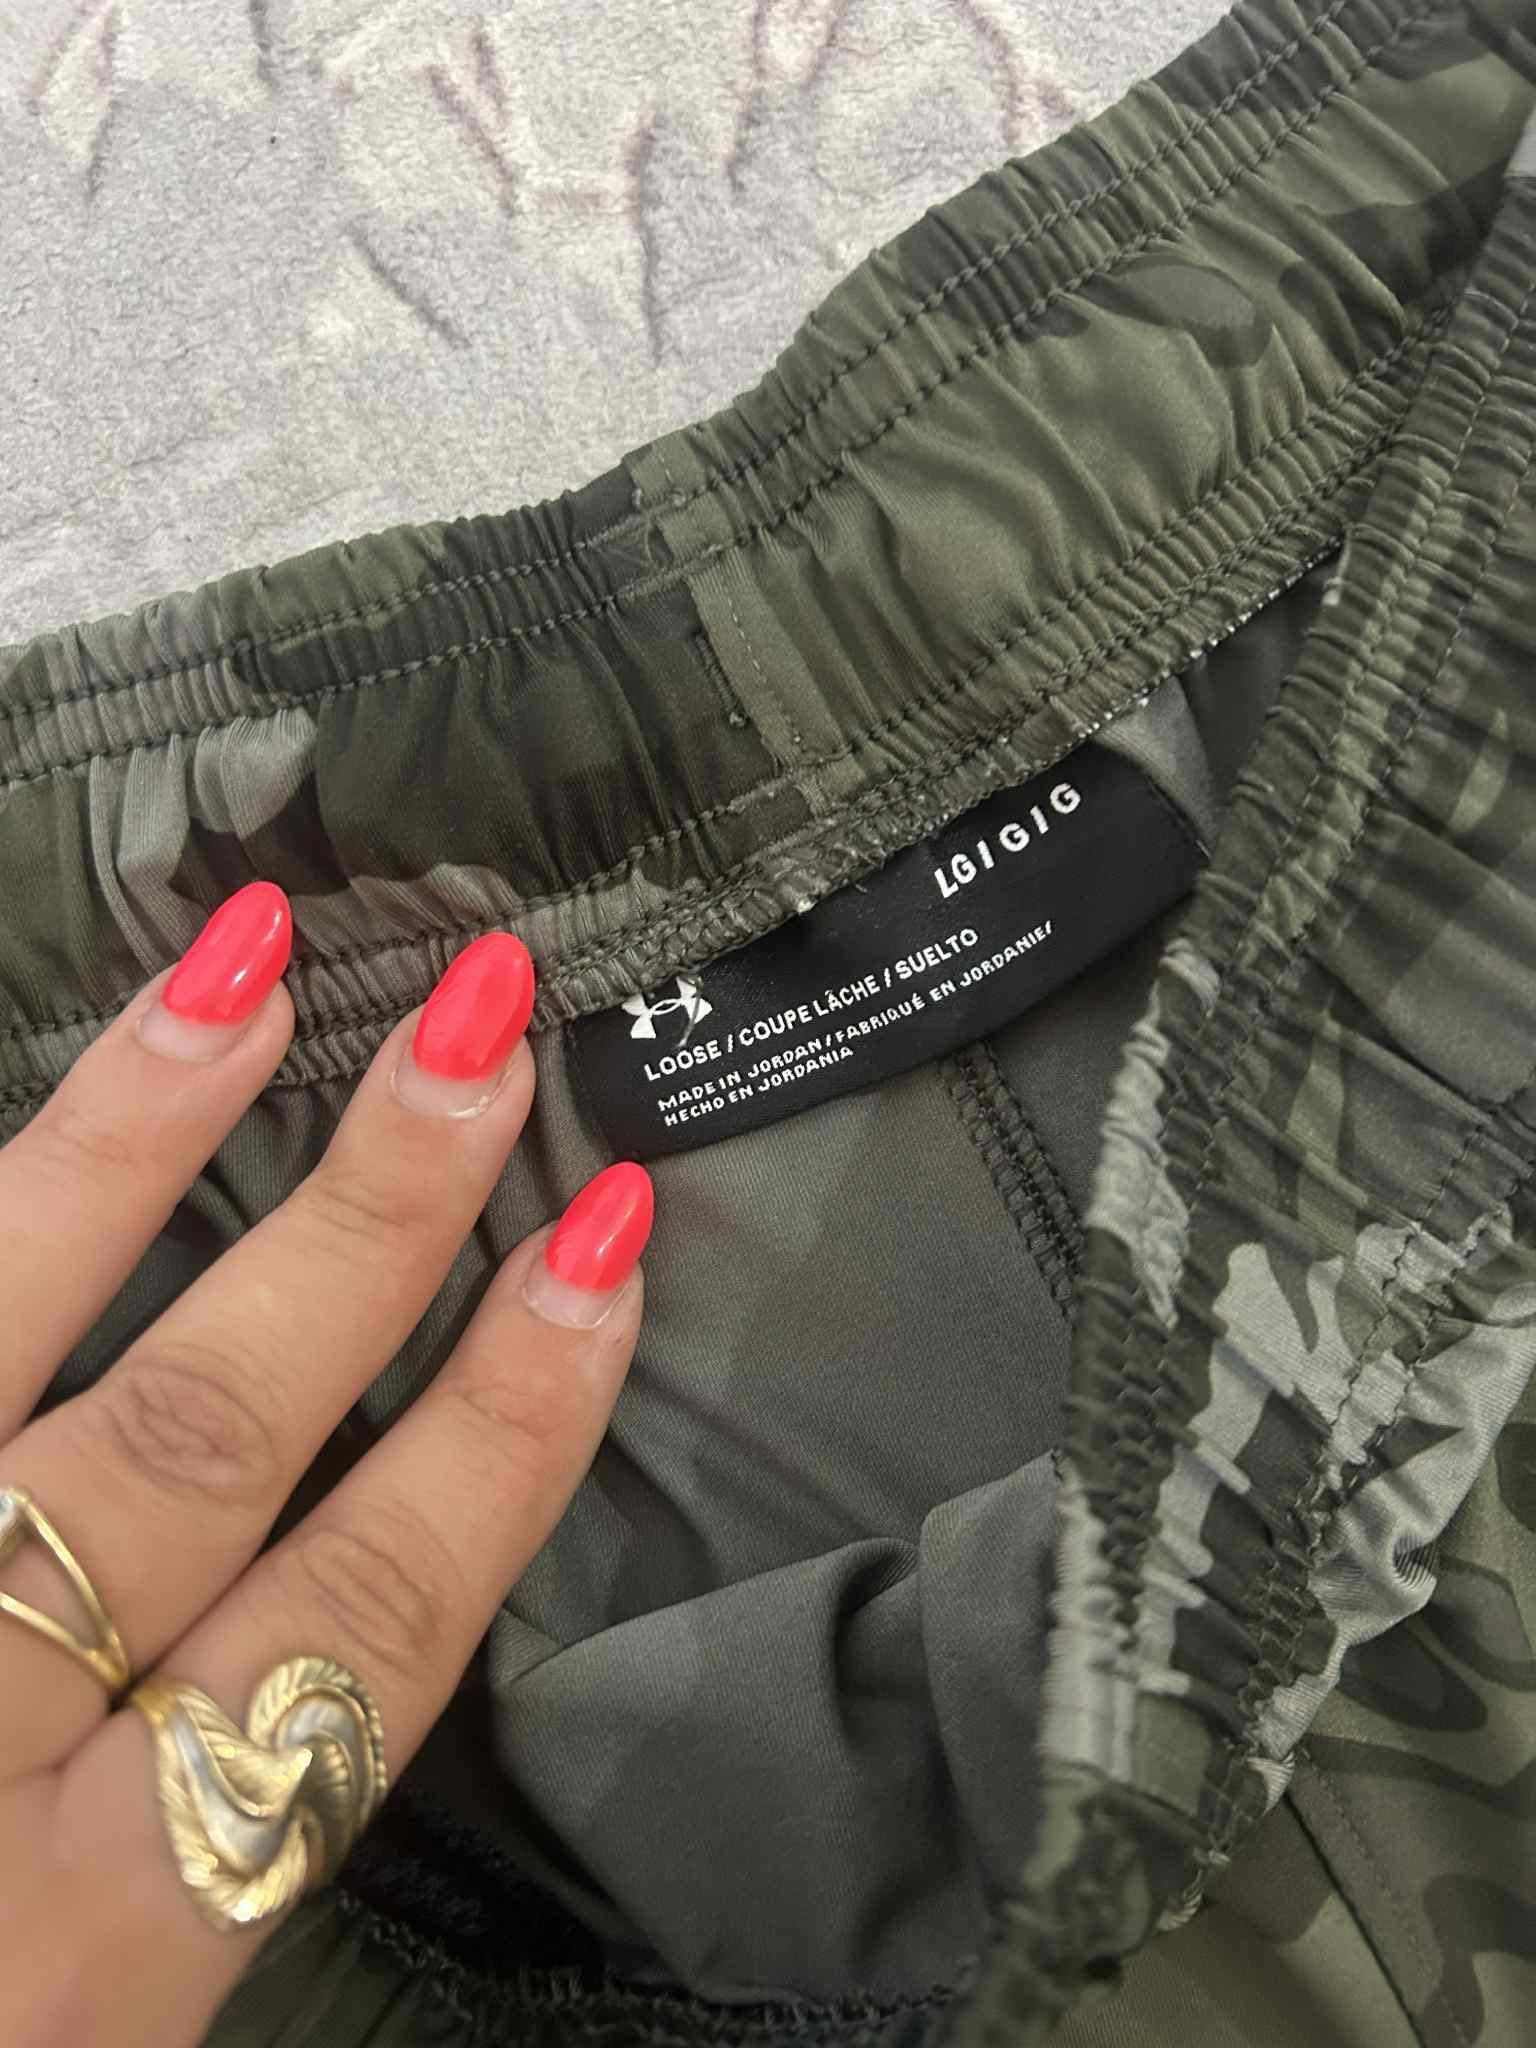 LG / G / G
LOOSE / COUPE LÂCHE / SUELTO
MADE IN JORDAN / FABRIQUÉ EN JORDANIE/
HECHO EN JORDANIA